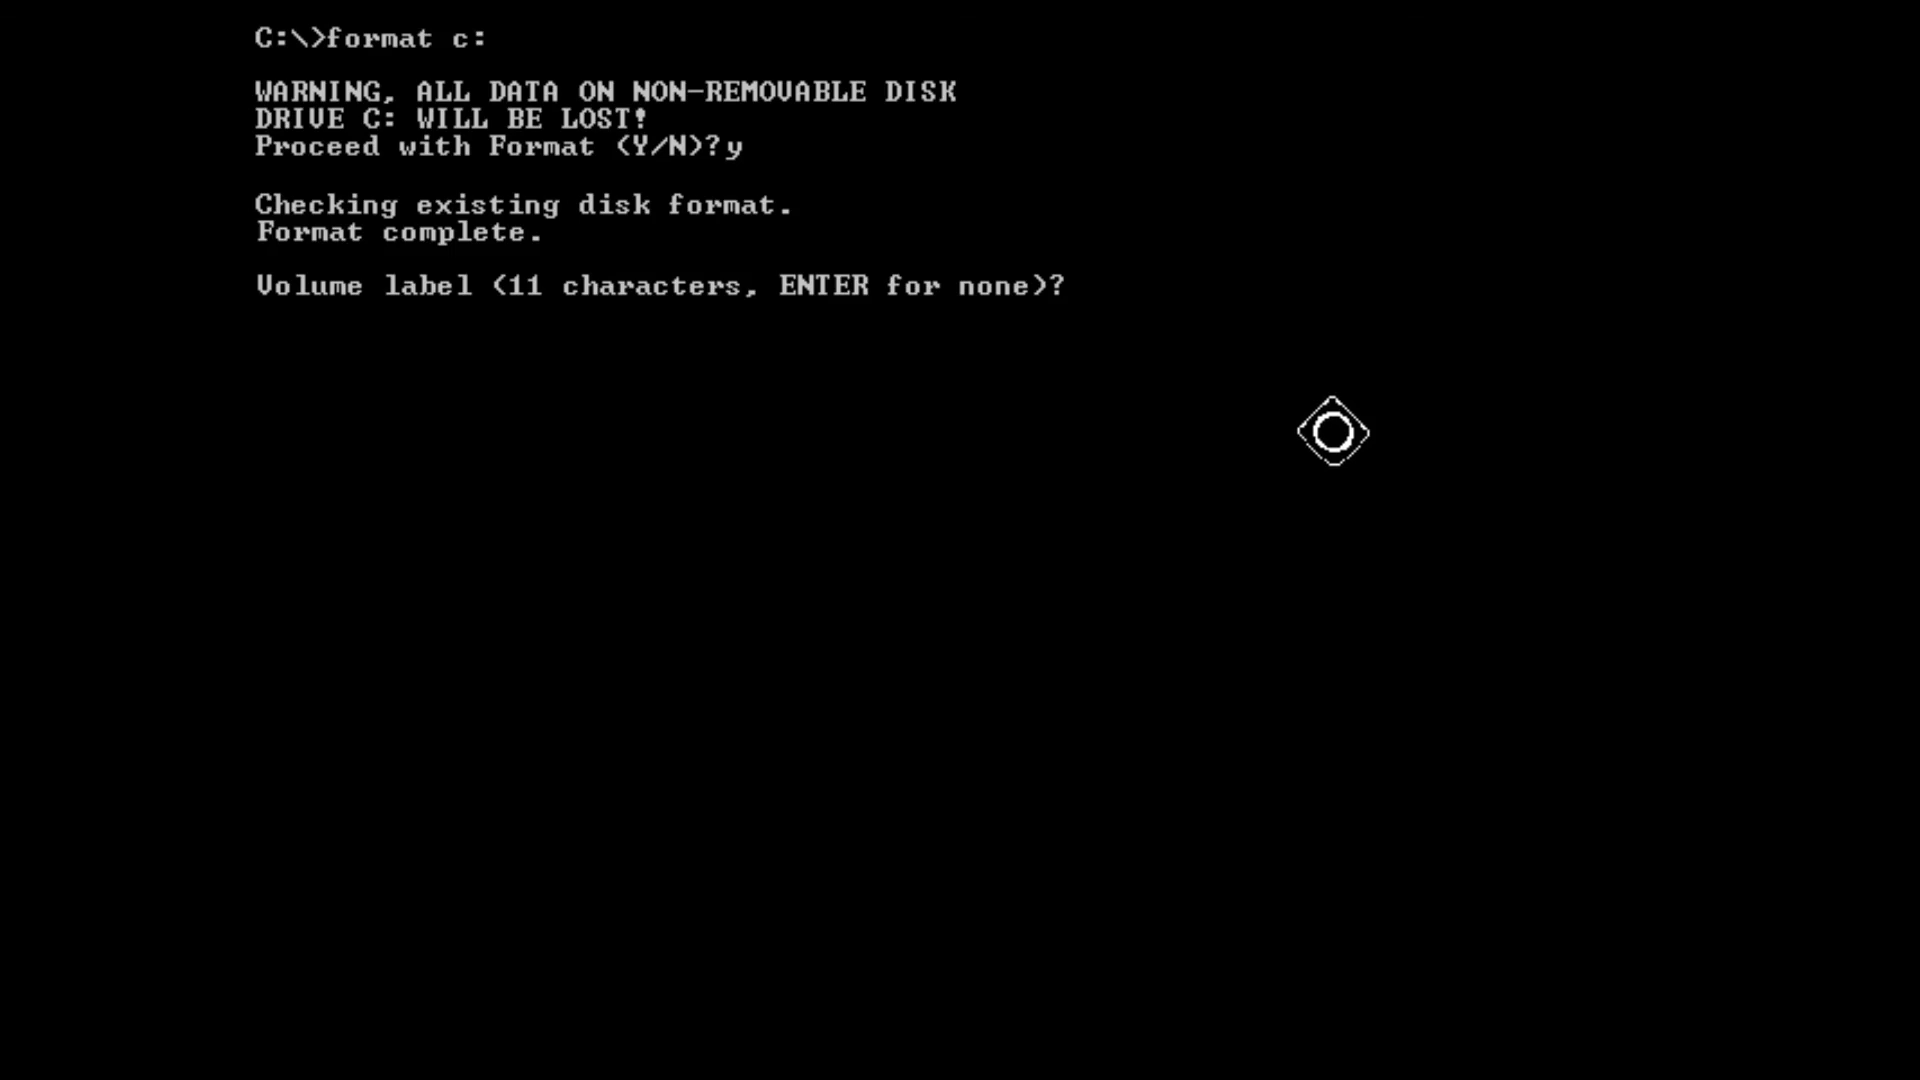 C:\>format c:
WARNING, ALL DATA ON NON-REMOVABLE DISK
DRIVE C: WILL BE LOST!
Proceed with Format (Y/N)?y
Checking existing disk format.
Format complete.
Volume label (11 characters, ENTER for none)?